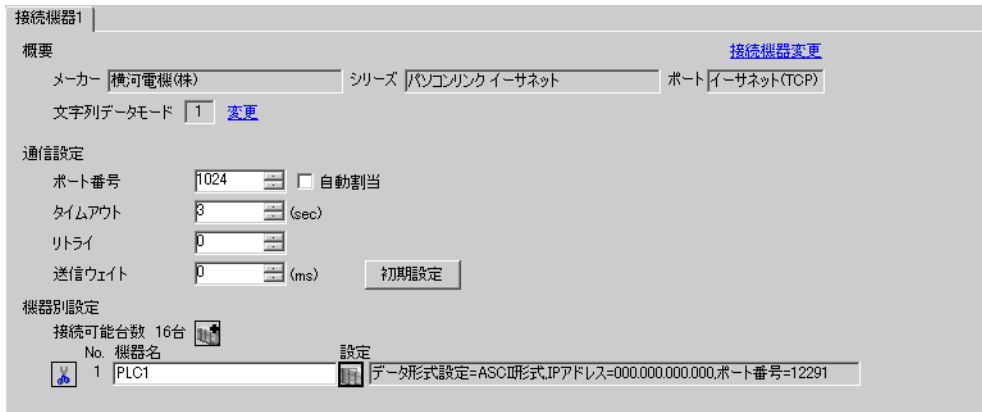 接続機器1
概要 接続機器変更
メーカー 横河電機(株) シリーズ パソコンリンク イーサネット ポート イーサネット(TCP)
文字列データモード 1 変更
通信設定
ポート番号 1024 自動割当
タイムアウト 3 (sec)
リトライ 0
送信ウェイト 0 (ms) 初期設定
機器別設定
接続可能台数 16台
No. 機器名 設定
1 PLC1 データ形式設定=ASCII形式,IPアドレス=000.000.000.000,ポート番号=12291